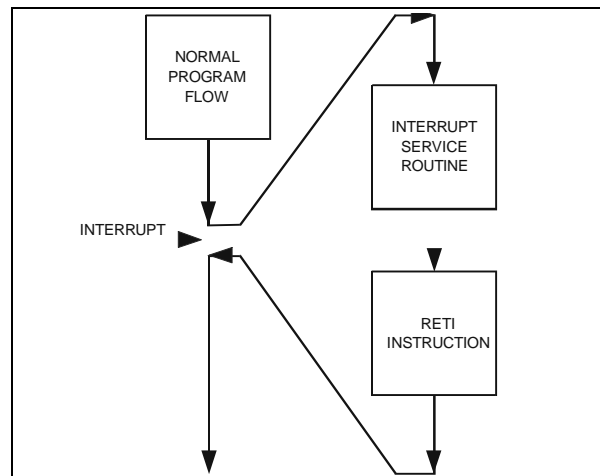 NORMAL
PROGRAM
FLOW
INTERRUPT
SERVICE
ROUTINE
INTERRUPT
RETI
INSTRUCTION